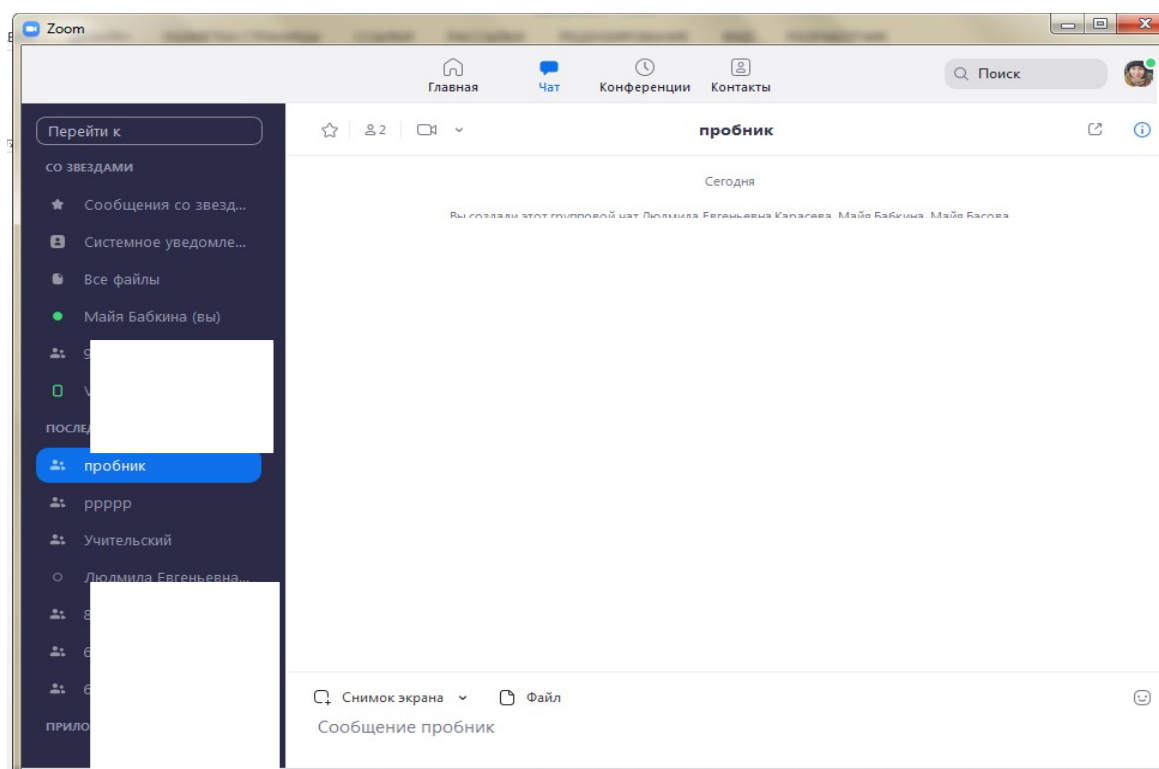 Zoom
Главная
Чат
Конференции
Контакты
Поиск
Перейти к
СО ЗВЕЗДАМИ
Сообщения со звезд...
Системное уведомле...
Все файлы
Майя Бабкина (вы)
пробник
ррррр
Учительский
Людмила Евгеньевна...
2
пробник
Сегодня
Вы создали этот групповой чат Людмила Евгеньевна Карасева, Майя Бабкина, Майя Басова
Снимок экрана
Файл
Сообщение пробник